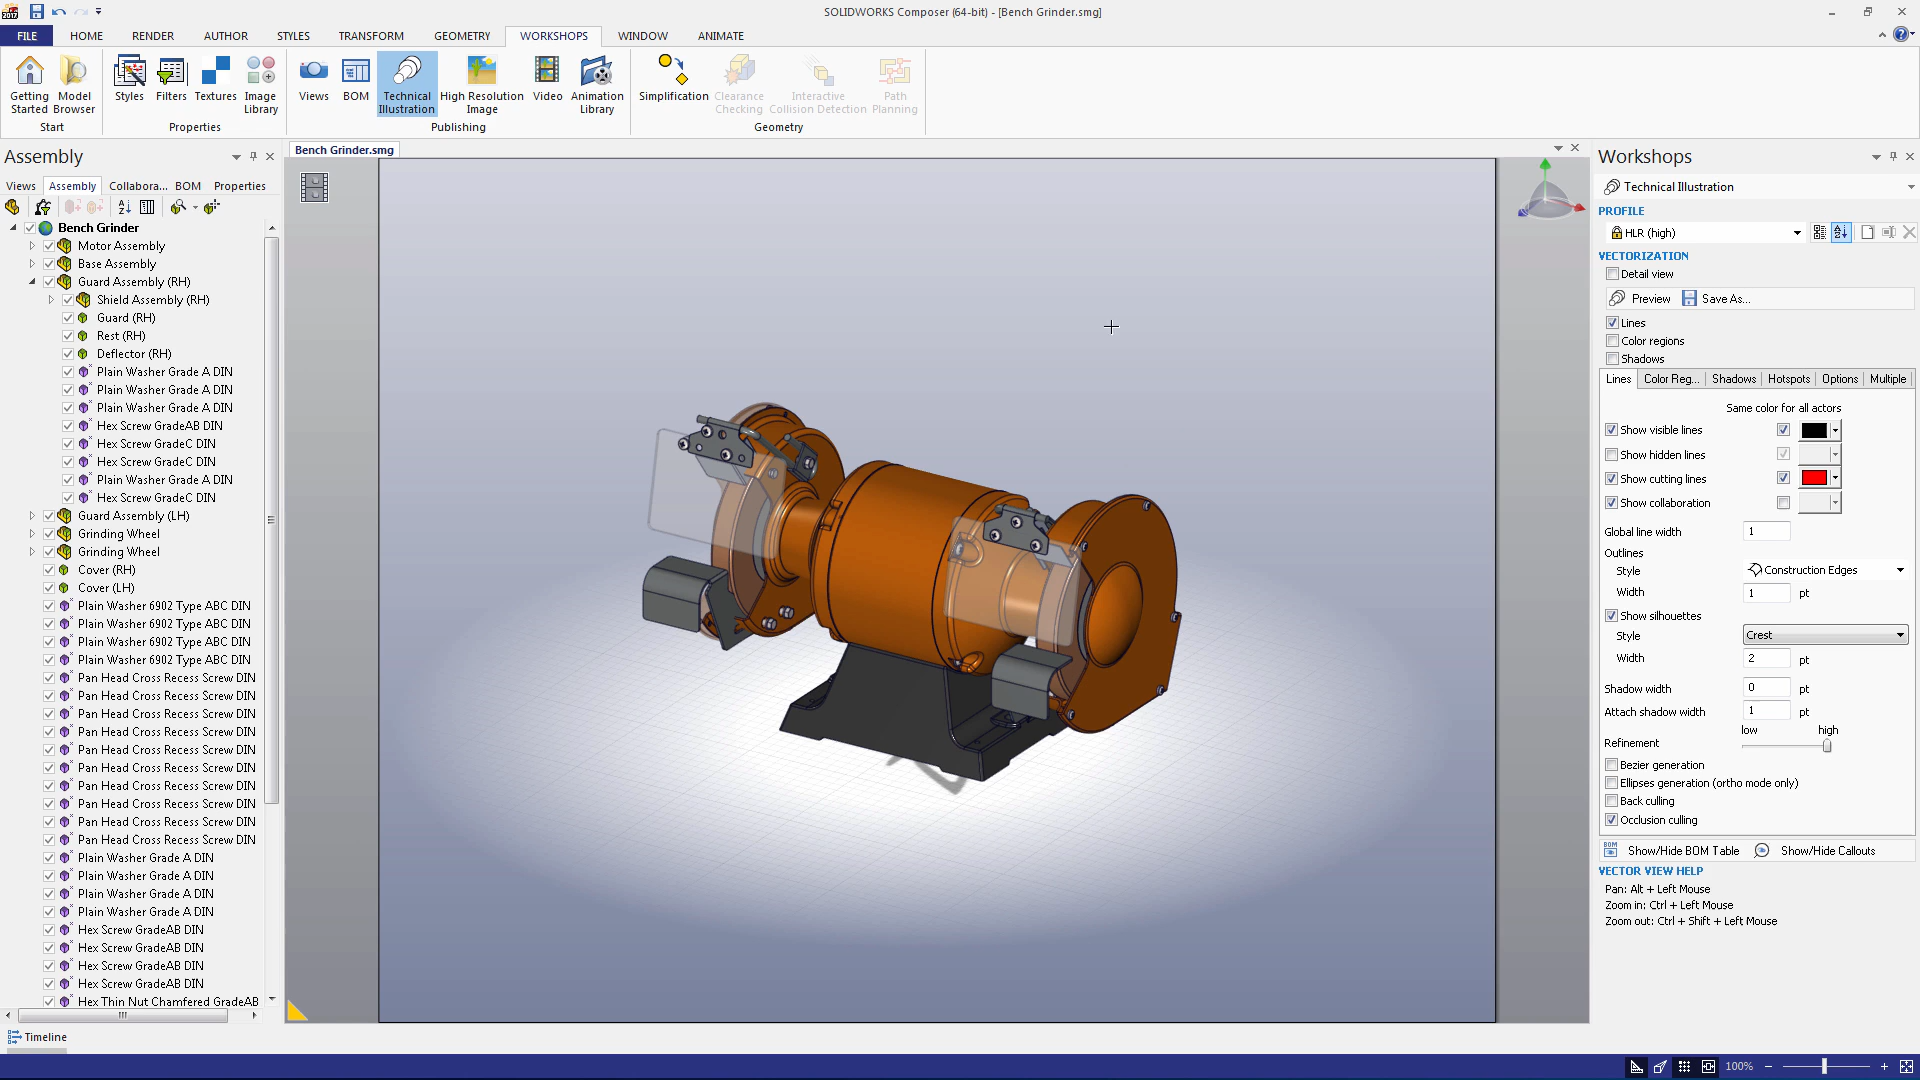 SOLIDWORKS Composer (64-bit) - [Bench Grinder.smg]
FILE HOME RENDER AUTHOR STYLES TRANSFORM GEOMETRY WORKSHOPS WINDOW ANIMATE
Getting Started
Model Browser
Styles
Filters
Textures
Image Library
Views
BOM
Technical Illustration
High Resolution Image
Video
Animation Library
Simplification
Clearance Checking
Interactive Collision Detection
Path Planning
Start Properties Publishing Geometry
Assembly
Views Assembly Collabora... BOM Properties
Bench Grinder
Motor Assembly
Base Assembly
Guard Assembly (RH)
Shield Assembly (RH)
Guard (RH)
Rest (RH)
Deflector (RH)
Plain Washer Grade A DIN
Plain Washer Grade A DIN
Plain Washer Grade A DIN
Hex Screw GradeAB DIN
Hex Screw GradeC DIN
Hex Screw GradeC DIN
Plain Washer Grade A DIN
Hex Screw GradeC DIN
Guard Assembly (LH)
Grinding Wheel
Grinding Wheel
Cover (RH)
Cover (LH)
Plain Washer 6902 Type ABC DIN
Plain Washer 6902 Type ABC DIN
Plain Washer 6902 Type ABC DIN
Plain Washer 6902 Type ABC DIN
Pan Head Cross Recess Screw DIN
Pan Head Cross Recess Screw DIN
Pan Head Cross Recess Screw DIN
Pan Head Cross Recess Screw DIN
Pan Head Cross Recess Screw DIN
Pan Head Cross Recess Screw DIN
Pan Head Cross Recess Screw DIN
Pan Head Cross Recess Screw DIN
Pan Head Cross Recess Screw DIN
Pan Head Cross Recess Screw DIN
Plain Washer Grade A DIN
Plain Washer Grade A DIN
Plain Washer Grade A DIN
Plain Washer Grade A DIN
Hex Screw GradeAB DIN
Hex Screw GradeAB DIN
Hex Screw GradeAB DIN
Hex Screw GradeAB DIN
Hex Thin Nut Chamfered GradeAB
Timeline
Bench Grinder.smg
Workshops
Technical Illustration
PROFILE
HLR (high)
VECTORIZATION
Detail view
Preview Save As...
Lines
Color regions
Shadows
Lines Color Reg... Shadows Hotspots Options Multiple
Same color for all actors
Show visible lines
Show hidden lines
Show cutting lines
Show collaboration
Global line width 1
Outlines
Style Construction Edges
Width 1 pt
Show silhouettes
Style Crest
Width 2 pt
Shadow width 0 pt
Attach shadow width 1 pt
low high
Refinement
Bezier generation
Ellipses generation (ortho mode only)
Back culling
Occlusion culling
Show/Hide BOM Table Show/Hide Callouts
VECTOR VIEW HELP
Pan: Alt + Left Mouse
Zoom in: Ctrl + Left Mouse
Zoom out: Ctrl + Shift + Left Mouse
100%